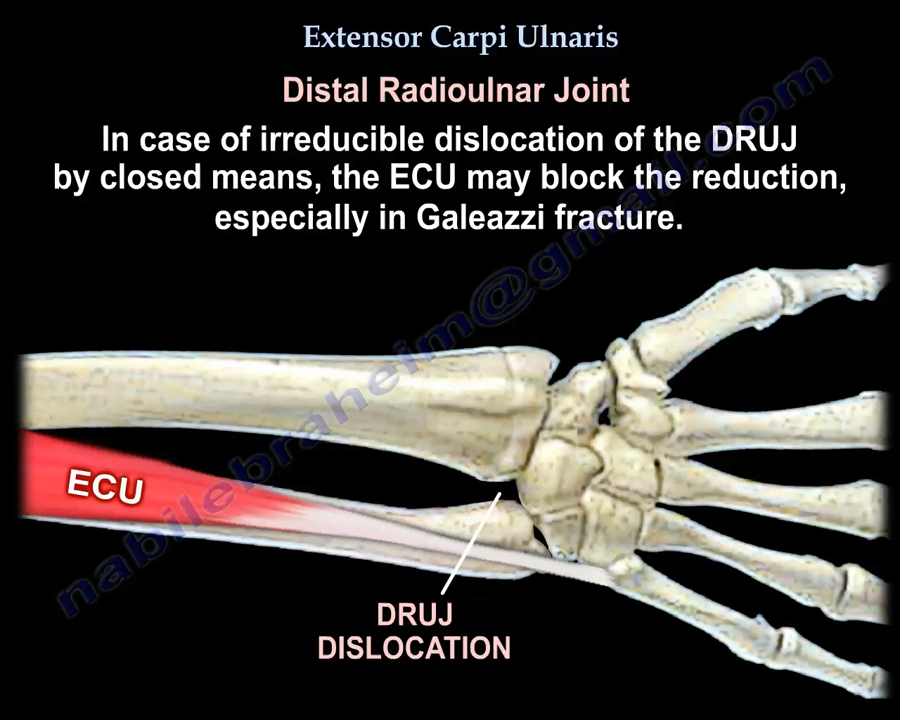 Extensor Carpi Ulnaris
Distal Radioulnar Joint
In case of irreducible dislocation of the DRUJ
by closed means, the ECU may block the reduction,
especially in Galeazzi fracture.
nabilebraheim@gmail.com
ECU
DRUJ
DISLOCATION